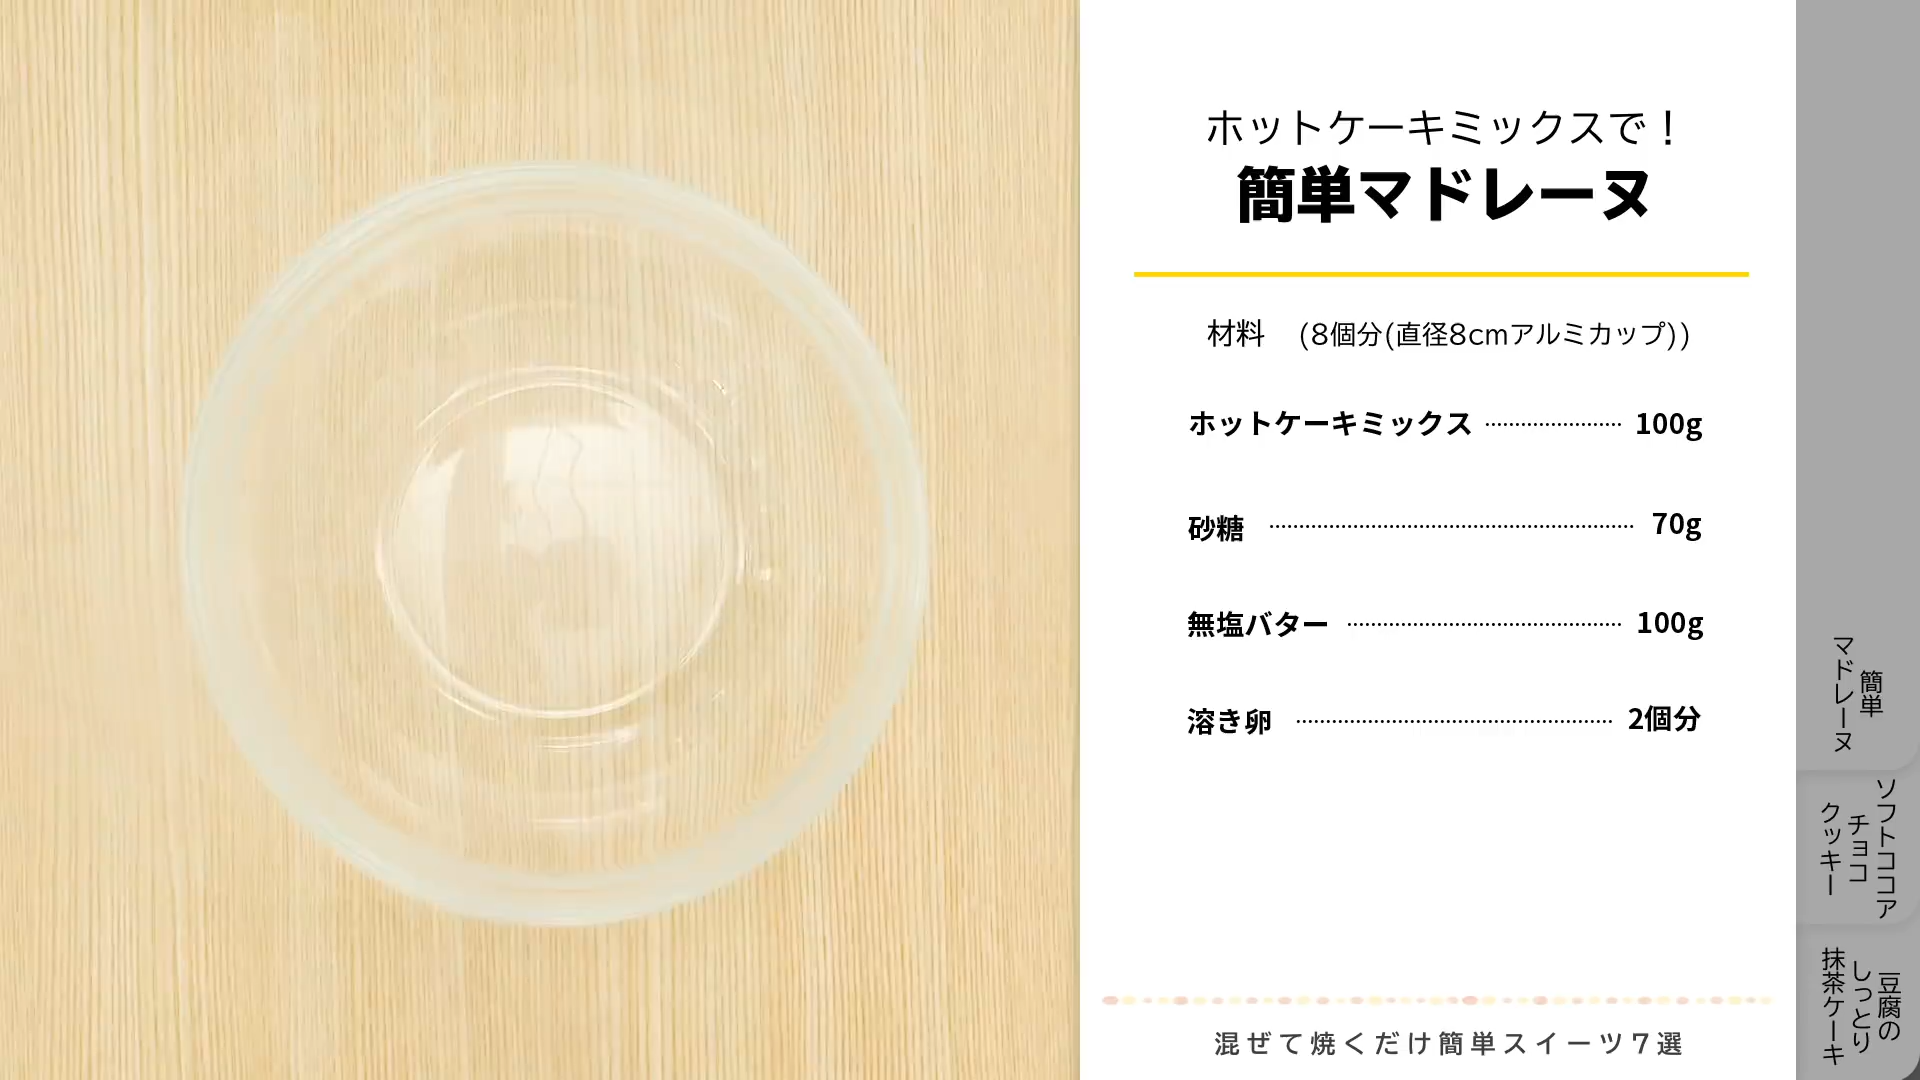 ホットケーキミックスで！
簡単マドレーヌ
材料 (8個分(直径8cmアルミカップ))
ホットケーキミックス 100g
砂糖 70g
無塩バター 100g
溶き卵 2個分
混ぜて焼くだけ簡単スイーツ7選
簡単
マドレーヌ
ソフトココア
チョコ
クッキー
豆腐の
しっとり
抹茶ケーキ